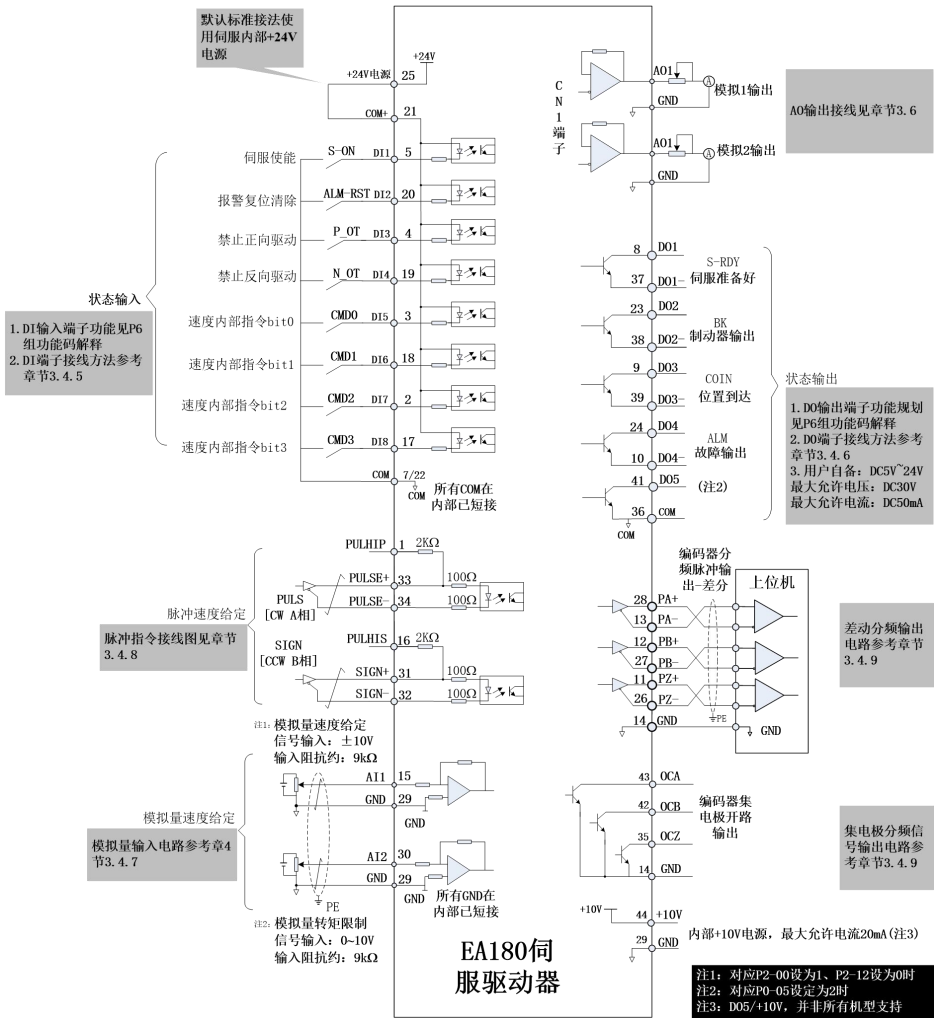 默认标准接法使
用伺服内部+24V
电源
+24V
+24V电源
25
COM+
21
状态输入
1.DI输入端子功能见P6
组功能码解释
2.DI端子接线方法参考
章节3.4.5
伺服使能
S-ON
DI1
5
报警复位清除
ALM-RST
DI2
20
禁止正向驱动
P_OT
DI3
4
禁止反向驱动
N_OT
DI4
19
速度内部指令bit0
CMD0
DI5
3
速度内部指令bit1
CMD1
DI6
18
速度内部指令bit2
CMD2
DI7
2
速度内部指令bit3
CMD3
DI8
17
COM
7/22
COM
所有COM在
内部已短接
脉冲速度给定
脉冲指令接线图见章节
3.4.8
PULHIP
1
2KΩ
PULSE+
33
100Ω
PULSE-
34
100Ω
PULS
[CW A相]
PULHIS
16
2KΩ
SIGN
[CCW B相]
SIGN+
31
100Ω
SIGN-
32
100Ω
注1:
模拟量速度给定
信号输入: ±10V
输入阻抗约: 9kΩ
AI1
15
GND
29
GND
模拟量速度给定
模拟量输入电路参考章4
节3.4.7
AI2
30
GND
29
GND
PE
所有GND在
内部已短接
注2:
模拟量转矩限制
信号输入: 0~10V
输入阻抗约: 9kΩ
EA180伺
服驱动器
CN1端子
AO1
A
模拟1输出
GND
AO1
A
模拟2输出
GND
AO输出接线见章节3.6
8
DO1
S-RDY
伺服准备好
37
DO1-
23
DO2
BK
制动器输出
38
DO2-
9
DO3
COIN
位置到达
39
DO3-
24
DO4
ALM
故障输出
10
DO4-
41
DO5
(注2)
36
COM
COM
状态输出
1.DO输出端子功能规划
见P6组功能码解释
2.DO端子接线方法参考
章节3.4.6
3.用户自备: DC5V~24V
最大允许电压: DC30V
最大允许电流: DC50mA
编码器分
频脉冲输
出-差分
上位机
28
PA+
13
PA-
12
PB+
27
PB-
11
PZ+
26
PZ-
14
GND
PE
GND
差动分频输出
电路参考章节
3.4.9
43
OCA
42
OCB
35
OCZ
14
GND
编码器集
电极开路
输出
集电极分频信
号输出电路参
考章节3.4.9
+10V
44
+10V
29
GND
内部+10V电源,最大允许电流20mA(注3)
注1: 对应P2-00设为1、P2-12设为0时
注2: 对应P0-05设定为2时
注3: DO5/+10V, 并非所有机型支持